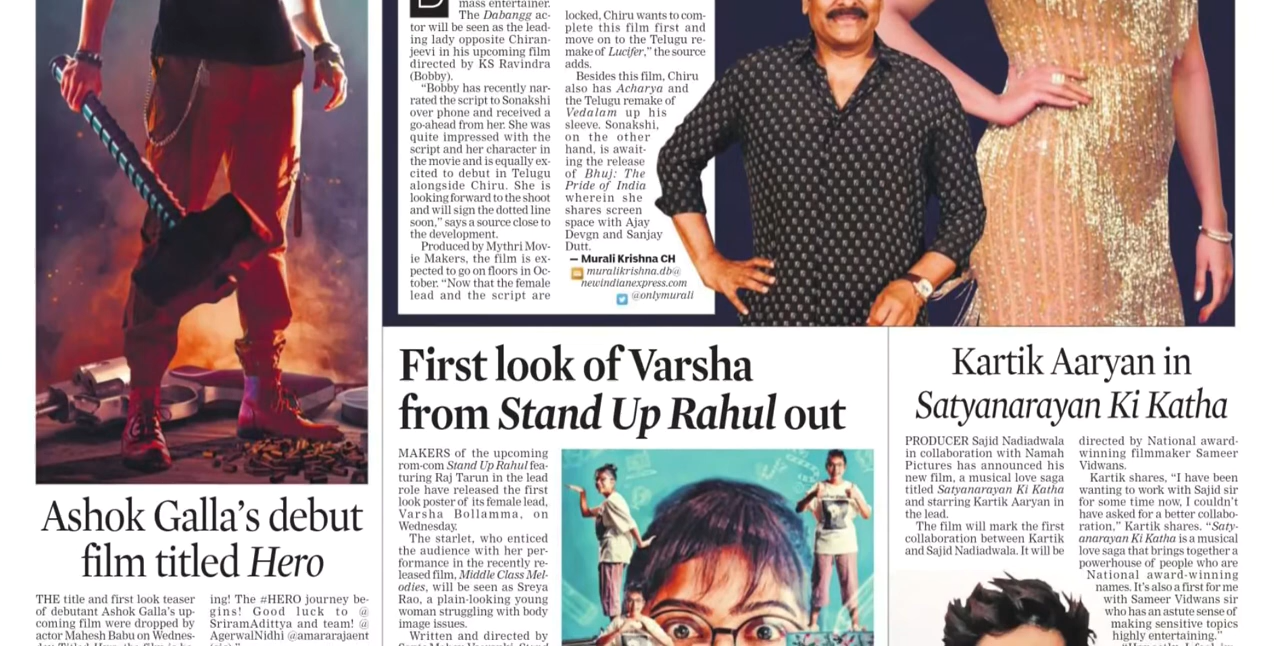 mass entertainer.
The Dabangg ac-
tor will be seen as the lead-
ing lady opposite Chiran-
jeevi in his upcoming film
directed by KS Ravindra
(Bobby).
“Bobby has recently nar-
rated the script to Sonakshi
over phone and received a
go-ahead from her. She was
quite impressed with the
script and her character in
the movie and is equally ex-
cited to debut in Telugu
alongside Chiru. She is
looking forward to the shoot
and will sign the dotted line
soon,” says a source close to
the development.
Produced by Mythri Mov-
ie Makers, the film is ex-
pected to go on floors in Oc-
tober. “Now that the female
lead and the script are
locked, Chiru wants to com-
plete this film first and
move on to the Telugu re-
make of Lucifer,” the source
adds.
Besides this film, Chiru
also has Acharya and
the Telugu remake of
Vedalam up his
sleeve. Sonakshi,
on the other
hand, is await-
ing the release
of Bhuj: The
Pride of India
wherein she
shares screen
space with Ajay
Devgn and Sanjay
Dutt.
— Murali Krishna CH
muralikrishna.db@
newindianexpress.com
@onlymurali
Ashok Galla’s debut
film titled Hero
THE title and first look teaser
of debutant Ashok Galla’s up-
coming film were dropped by
actor Mahesh Babu on Wednes-
ing! The #HERO journey be-
gins! Good luck to @
SriramAdittya and team! @
AgerwalNidhi @amararajaent
First look of Varsha
from Stand Up Rahul out
MAKERS of the upcoming
rom-com Stand Up Rahul fea-
turing Raj Tarun in the lead
role have released the first
look poster of its female lead,
Varsha Bollamma, on
Wednesday.
The starlet, who enticed
the audience with her per-
formance in the recently re-
leased film, Middle Class Mel-
odies, will be seen as Sreya
Rao, a plain-looking young
woman struggling with body
image issues.
Written and directed by
Kartik Aaryan in
Satyanarayan Ki Katha
PRODUCER Sajid Nadiadwala
in collaboration with Namah
Pictures has announced his
new film, a musical love saga
titled Satyanarayan Ki Katha
and starring Kartik Aaryan in
the lead.
The film will mark the first
collaboration between Kartik
and Sajid Nadiadwala. It will be
directed by National award-
winning filmmaker Sameer
Vidwans.
Kartik shares, “I have been
wanting to work with Sajid sir
for some time now, I couldn’t
have asked for a better collabo-
ration,” Kartik shares. “Saty-
anarayan Ki Katha is a musical
love saga that brings together a
powerhouse of people who are
National award-winning
names. It’s also a first for me
with Sameer Vidwans sir
who has an astute sense of
making sensitive topics
highly entertaining.”